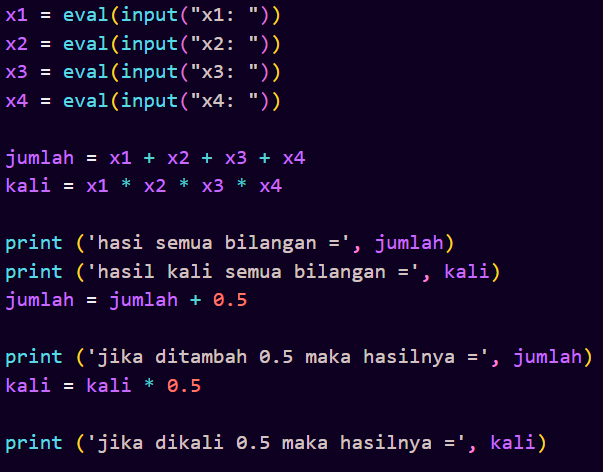 x1 = eval(input("x1: "))
x2 = eval(input("x2: "))
x3 = eval(input("x3: "))
x4 = eval(input("x4: "))
jumlah = x1 + x2 + x3 + x4
kali = x1 * x2 * x3 * x4
print ('hasi semua bilangan =', jumlah)
print ('hasil kali semua bilangan =', kali)
jumlah = jumlah + 0.5
print ('jika ditambah 0.5 maka hasilnya =', jumlah)
kali = kali * 0.5
print ('jika dikali 0.5 maka hasilnya =', kali)